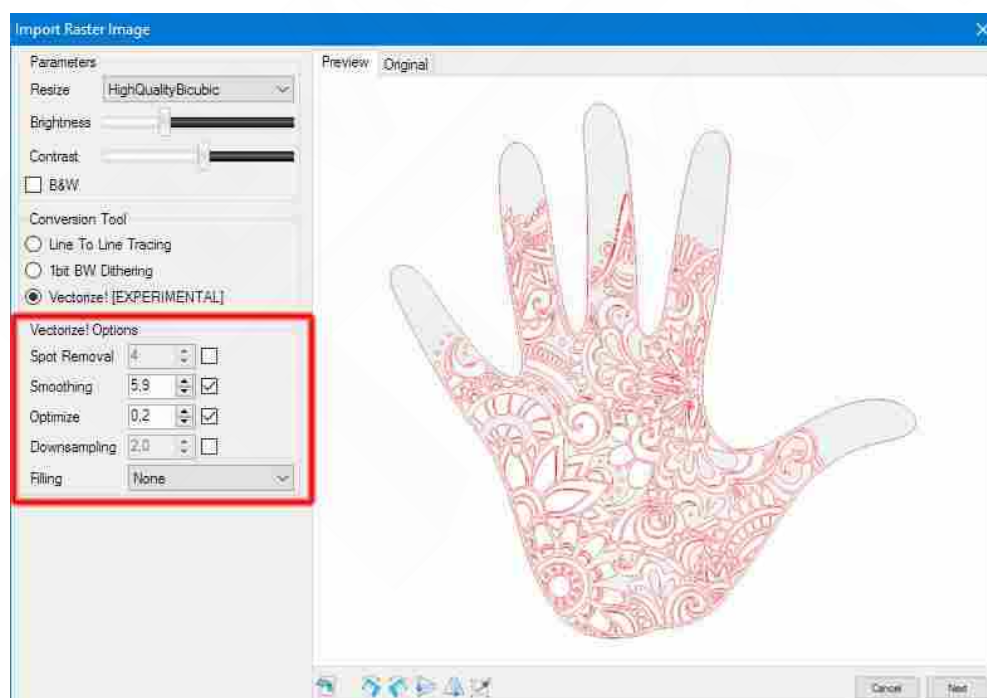 Import Raster Image
Parameters
Resize HighQualityBicubic
Brightness
Contrast
B&W
Conversion Tool
Line To Line Tracing
1bit BW Dithering
Vectorize! [EXPERIMENTAL]
Vectorize! Options
Spot Removal 4
Smoothing 5,9
Optimize 0,2
Downsampling 2,0
Filling None
Preview Original
Cancel Next